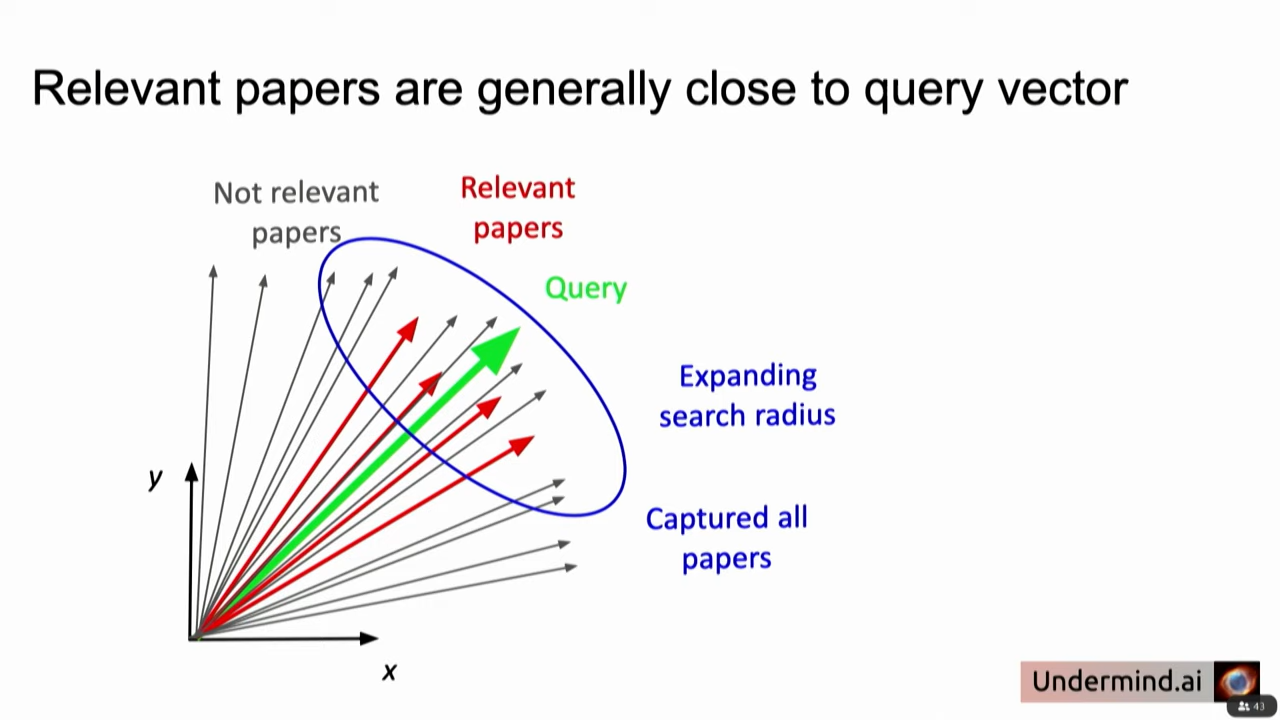 Relevant papers are generally close to query vector
Not relevant
papers
Relevant
papers
Query
Expanding
search radius
y
Captured all
papers
x
Undermind.ai
43